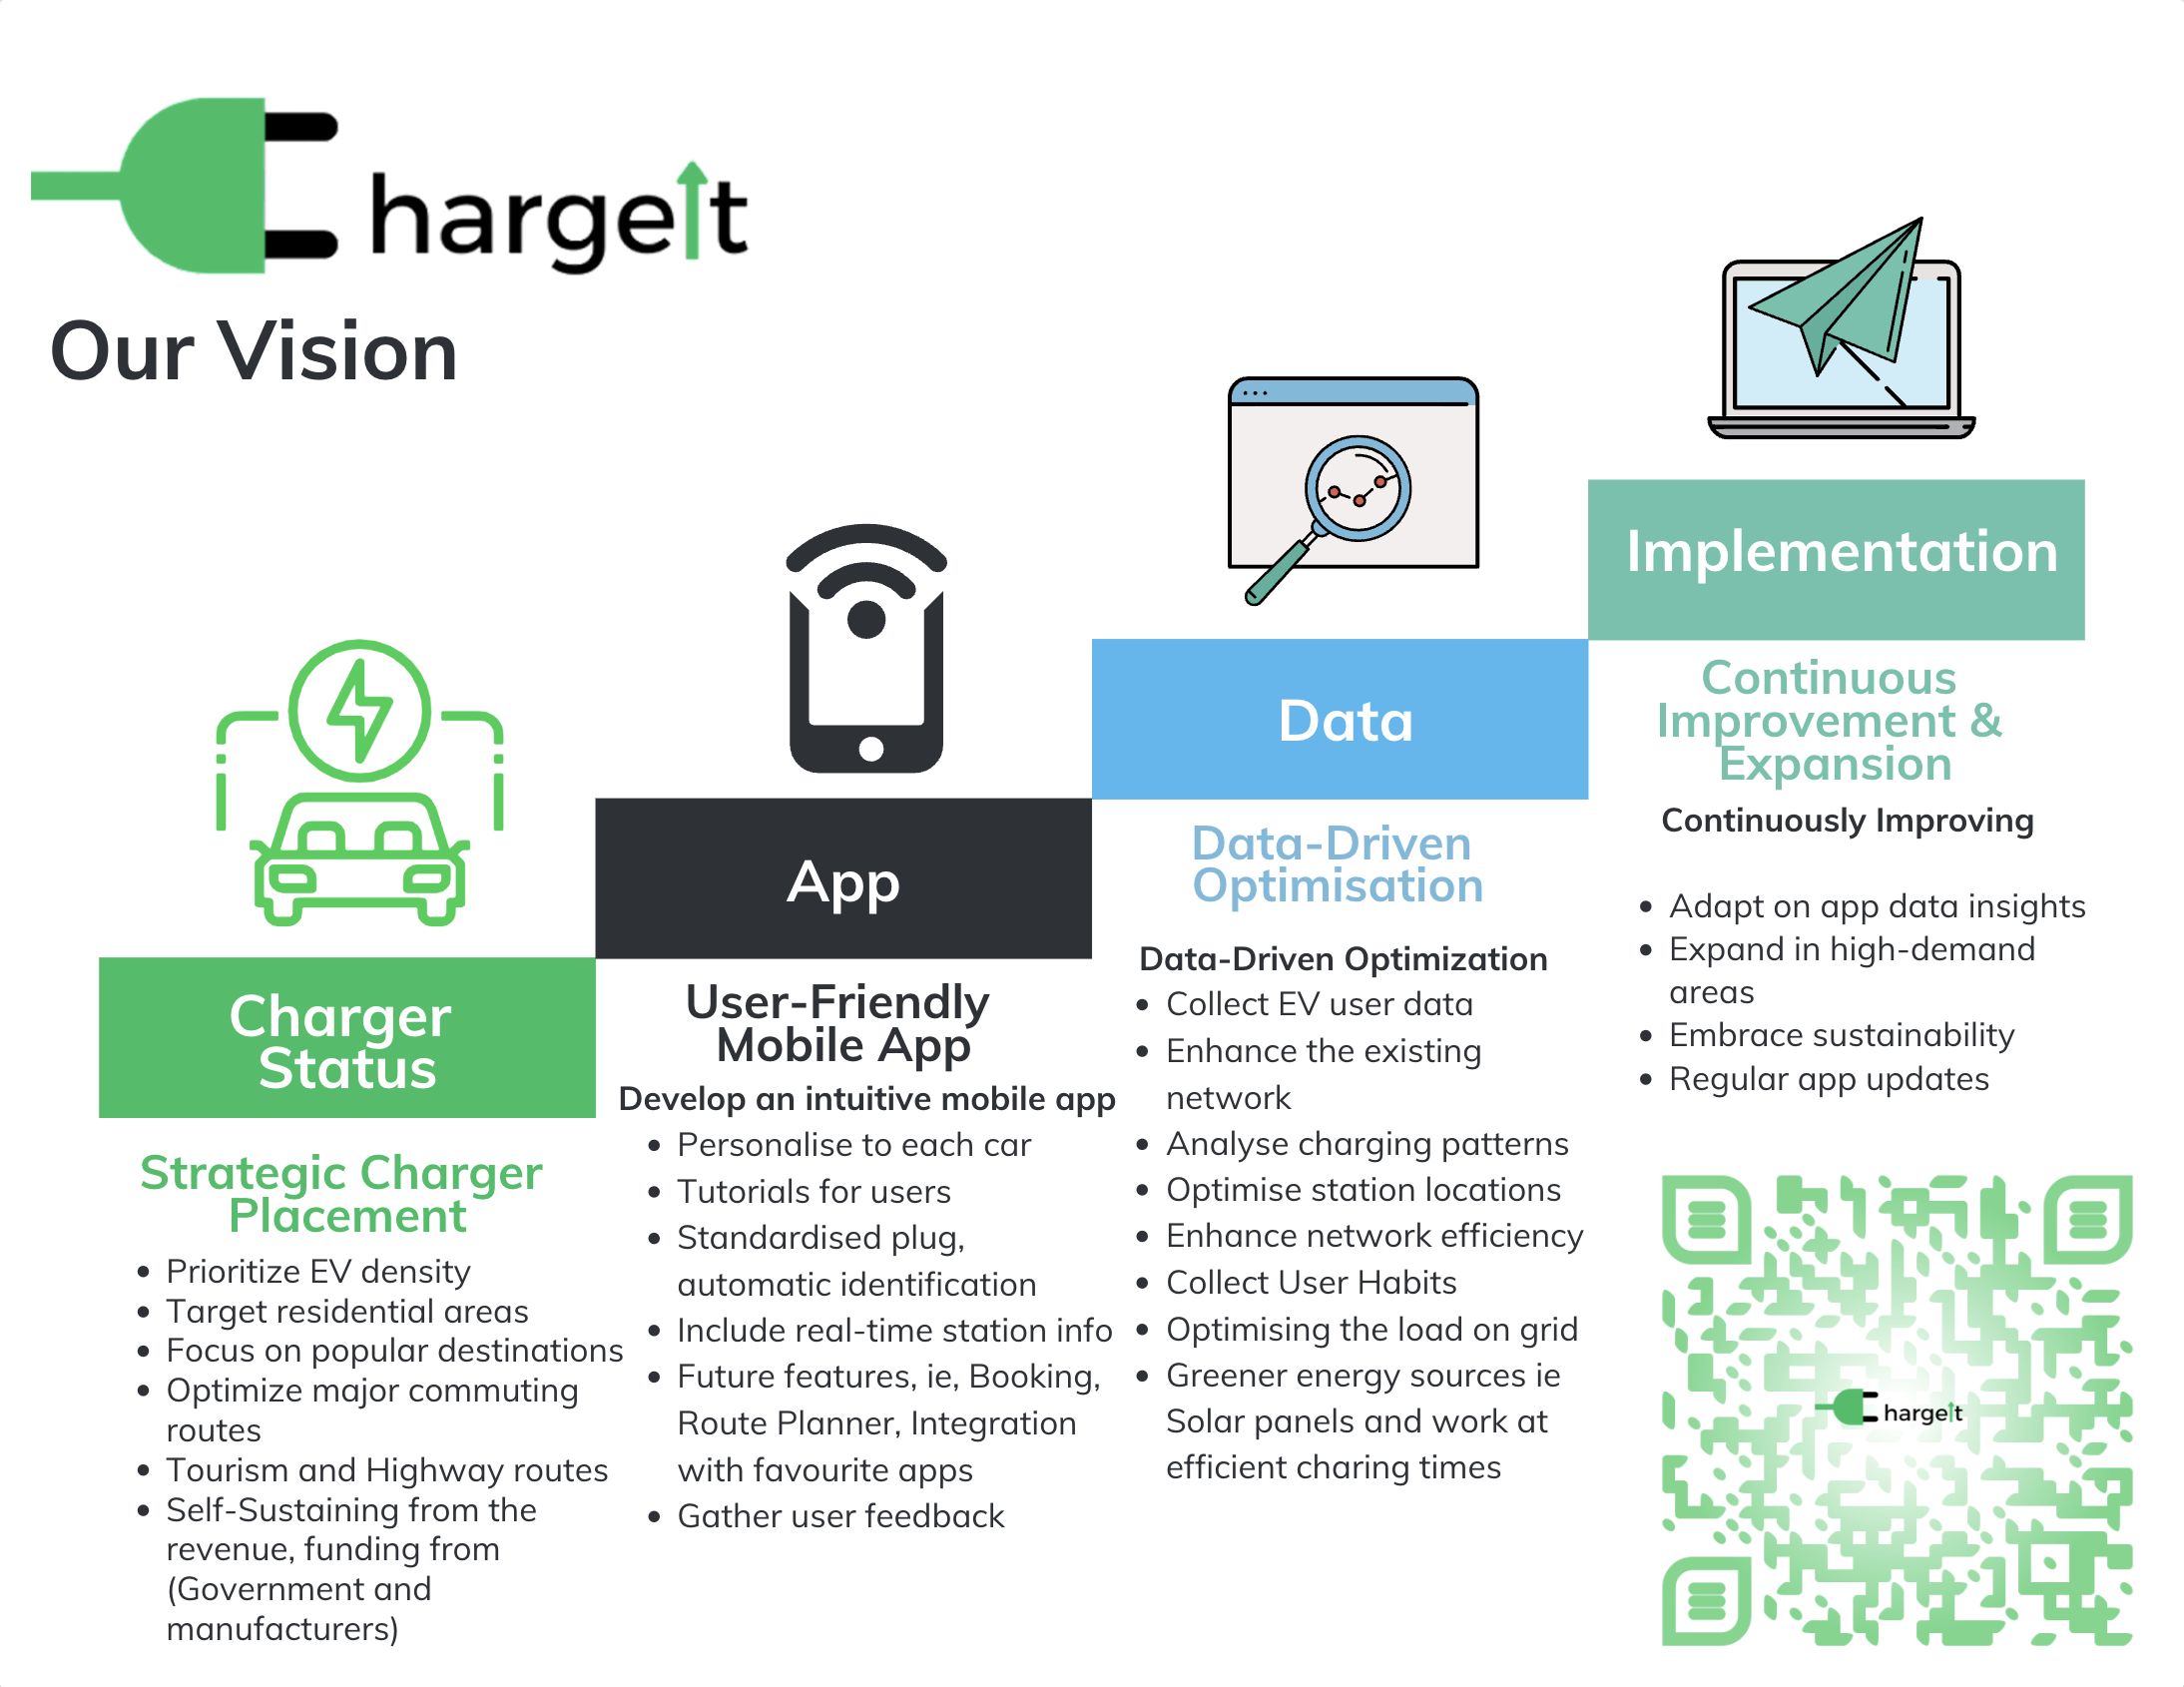 hargeIt
Our Vision
Charger
Status
Strategic Charger
Placement
Prioritize EV density
Target residential areas
Focus on popular destinations
Optimize major commuting
routes
Tourism and Highway routes
Self-Sustaining from the
revenue, funding from
(Government and
manufacturers)
App
User-Friendly
Mobile App
Develop an intuitive mobile app
Personalise to each car
Tutorials for users
Standardised plug,
automatic identification
Include real-time station info
Future features, ie, Booking,
Route Planner, Integration
with favourite apps
Gather user feedback
Data
Data-Driven
Optimisation
Data-Driven Optimization
Collect EV user data
Enhance the existing
network
Analyse charging patterns
Optimise station locations
Enhance network efficiency
Collect User Habits
Optimising the load on grid
Greener energy sources ie
Solar panels and work at
efficient charing times
Implementation
Continuous
Improvement &
Expansion
Continuously Improving
Adapt on app data insights
Expand in high-demand
areas
Embrace sustainability
Regular app updates
hargeIt